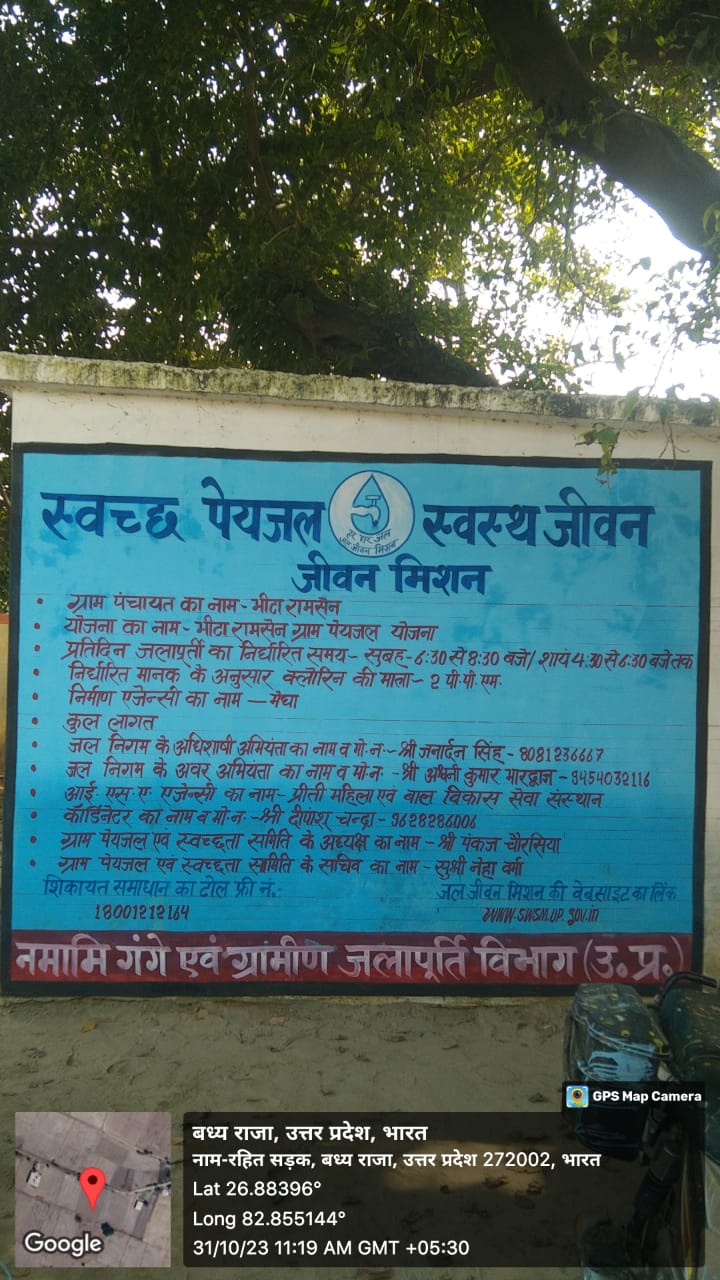 स्वच्छ पेयजल स्वस्थ जीवन
हर घर जल
जल जीवन मिशन
जीवन मिशन
• ग्राम पंचायत का नाम - भीटा रामसेन
• योजना का नाम - भीटा रामसेन ग्राम पेयजल योजना
• प्रतिदिन जलापूर्ती का निर्धारित समय - सुबह - 6:30 से 8:30 बजे / शायं 4:30 से 6:30 बजे तक
• निर्धारित मानक के अनुसार क्लोरिन की मात्रा - 2 पी.पी.एम.
• निर्माण एजेन्सी का नाम — मेघा
• कुल लागत
• जल निगम के अधिशाषी अभियंता का नाम व मो.न. - श्री जनार्दन सिंह - 8081236667
• जल निगम के अवर अभियंता का नाम व मो.न. - श्री अश्वनी कुमार भारद्वाज - 9454032116
• आई. एस. ए. एजेन्सी का नाम - प्रीती महिला एवं बाल विकास सेवा संस्थान
• कॉर्डिनेटर का नाम व मो.न. - श्री दीपांश चन्द्रा - 9628286006
• ग्राम पेयजल एवं स्वच्छता समिति के अध्यक्ष का नाम - श्री पंकज चौरसिया
• ग्राम पेयजल एवं स्वच्छता समिति के सचिव का नाम - सुश्री नेहा वर्मा
शिकायत समाधान का टोल फ्री नं.:-
18001212164
जल जीवन मिशन की वेबसाइट का लिंक
www.swsm.up.gov.in
नमामि गंगे एवं ग्रामीण जलापूर्ति विभाग (उ.प्र.)
GPS Map Camera
बध्य राजा, उत्तर प्रदेश, भारत
नाम-रहित सड़क, बध्य राजा, उत्तर प्रदेश 272002, भारत
Lat 26.88396°
Long 82.855144°
31/10/23 11:19 AM GMT +05:30
Google